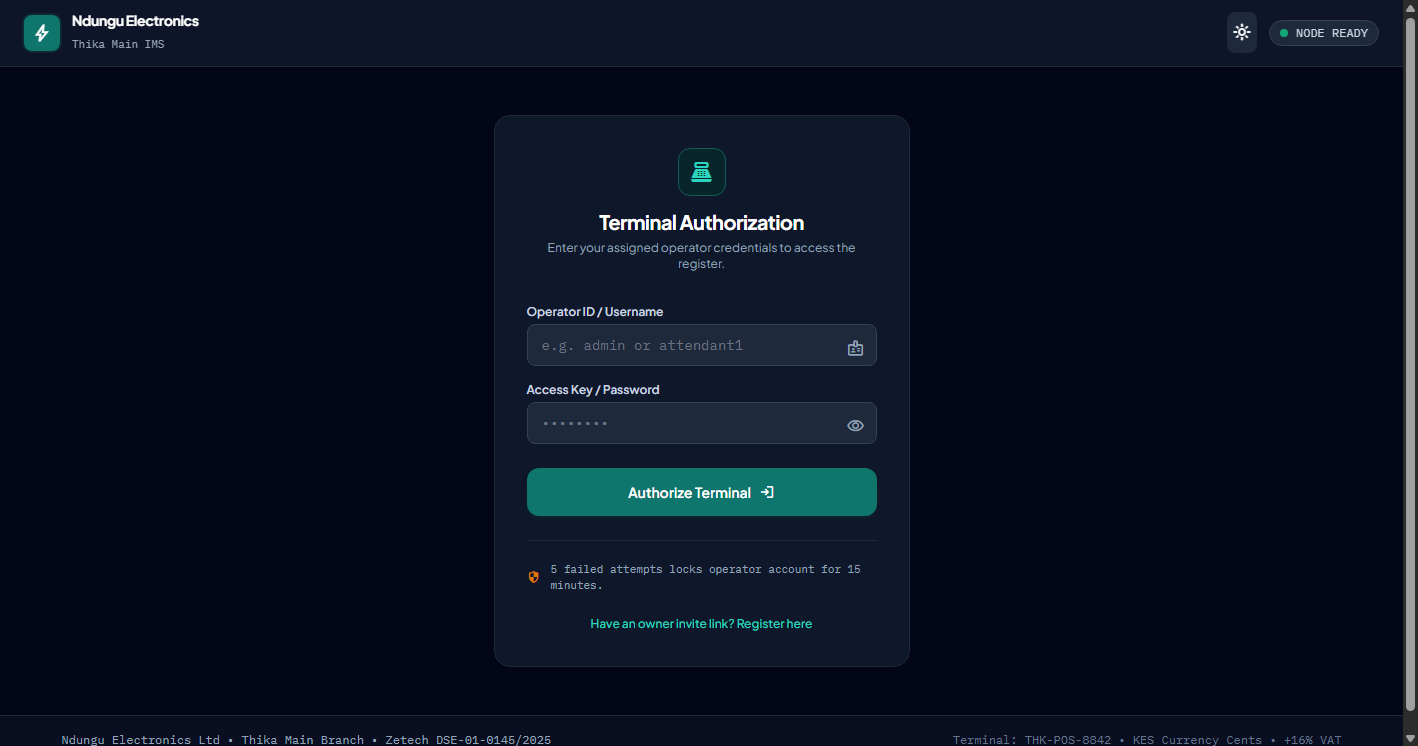 Ndungu Electronics
Thika Main IMS
NODE READY
Terminal Authorization
Enter your assigned operator credentials to access the
register.
Operator ID / Username
e.g. admin or attendant1
Access Key / Password
••••••••
Authorize Terminal
5 failed attempts locks operator account for 15
minutes.
Have an owner invite link? Register here
Ndungu Electronics Ltd • Thika Main Branch • Zetech DSE-01-0145/2025
Terminal: THK-POS-8842 • KES Currency Cents • +16% VAT